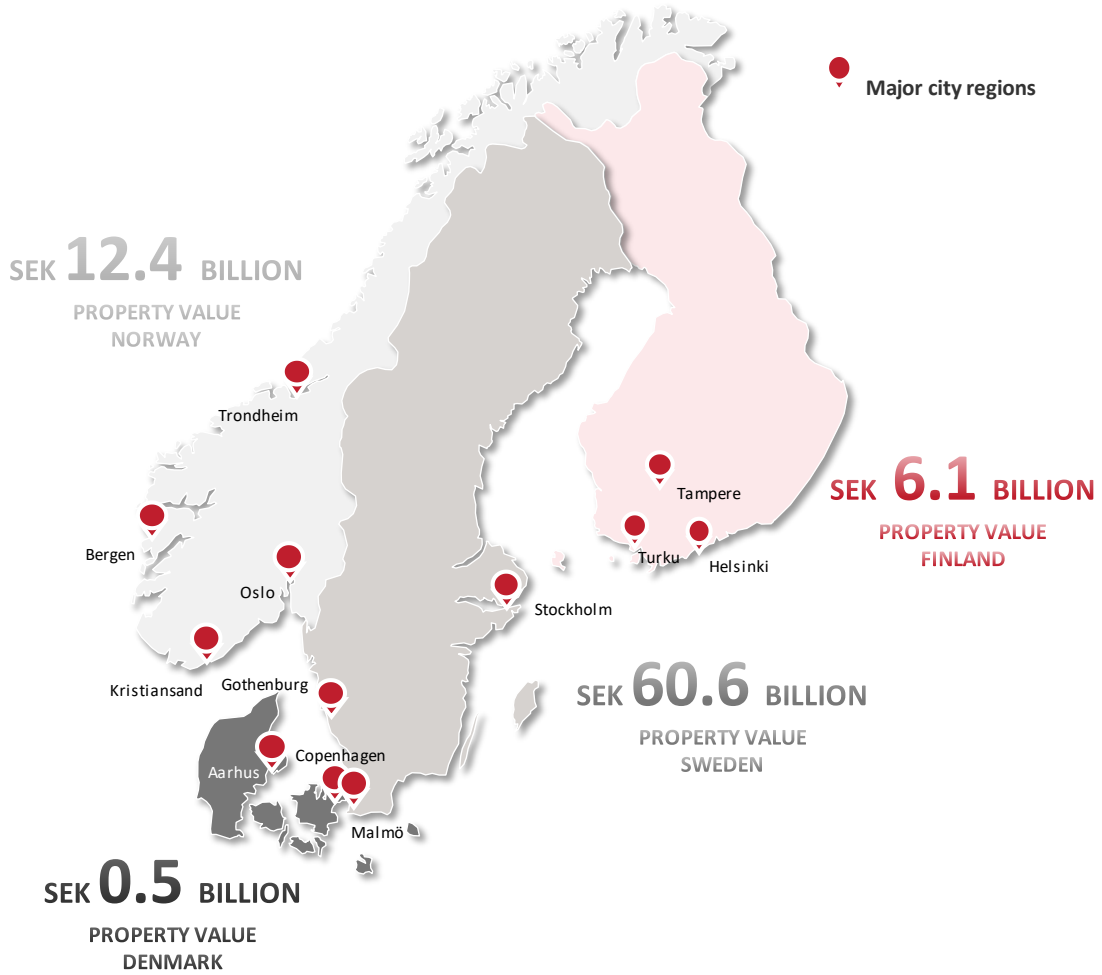 Major city regions
SEK 12.4 BILLION
PROPERTY VALUE
NORWAY
Trondheim
Bergen
Oslo
Kristiansand
Tampere
Turku
Helsinki
SEK 6.1 BILLION
PROPERTY VALUE
FINLAND
Stockholm
Gothenburg
SEK 60.6 BILLION
PROPERTY VALUE
SWEDEN
Copenhagen
Aarhus
Malmö
SEK 0.5 BILLION
PROPERTY VALUE
DENMARK